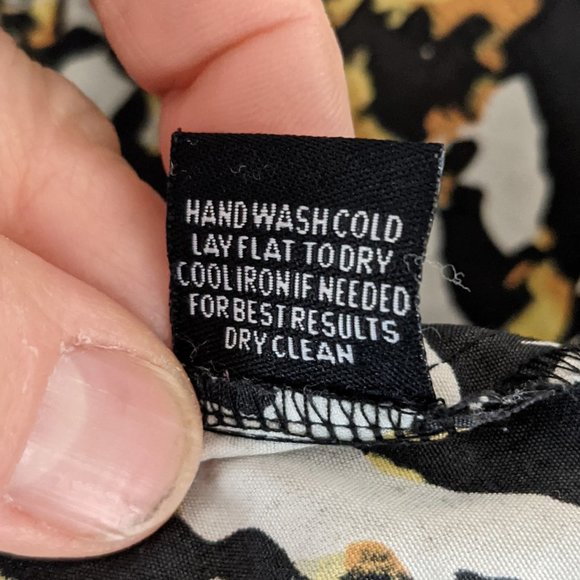 HAND WASH COLD
LAY FLAT TO DRY
COOL IRON IF NEEDED
FOR BEST RESULTS
DRY CLEAN